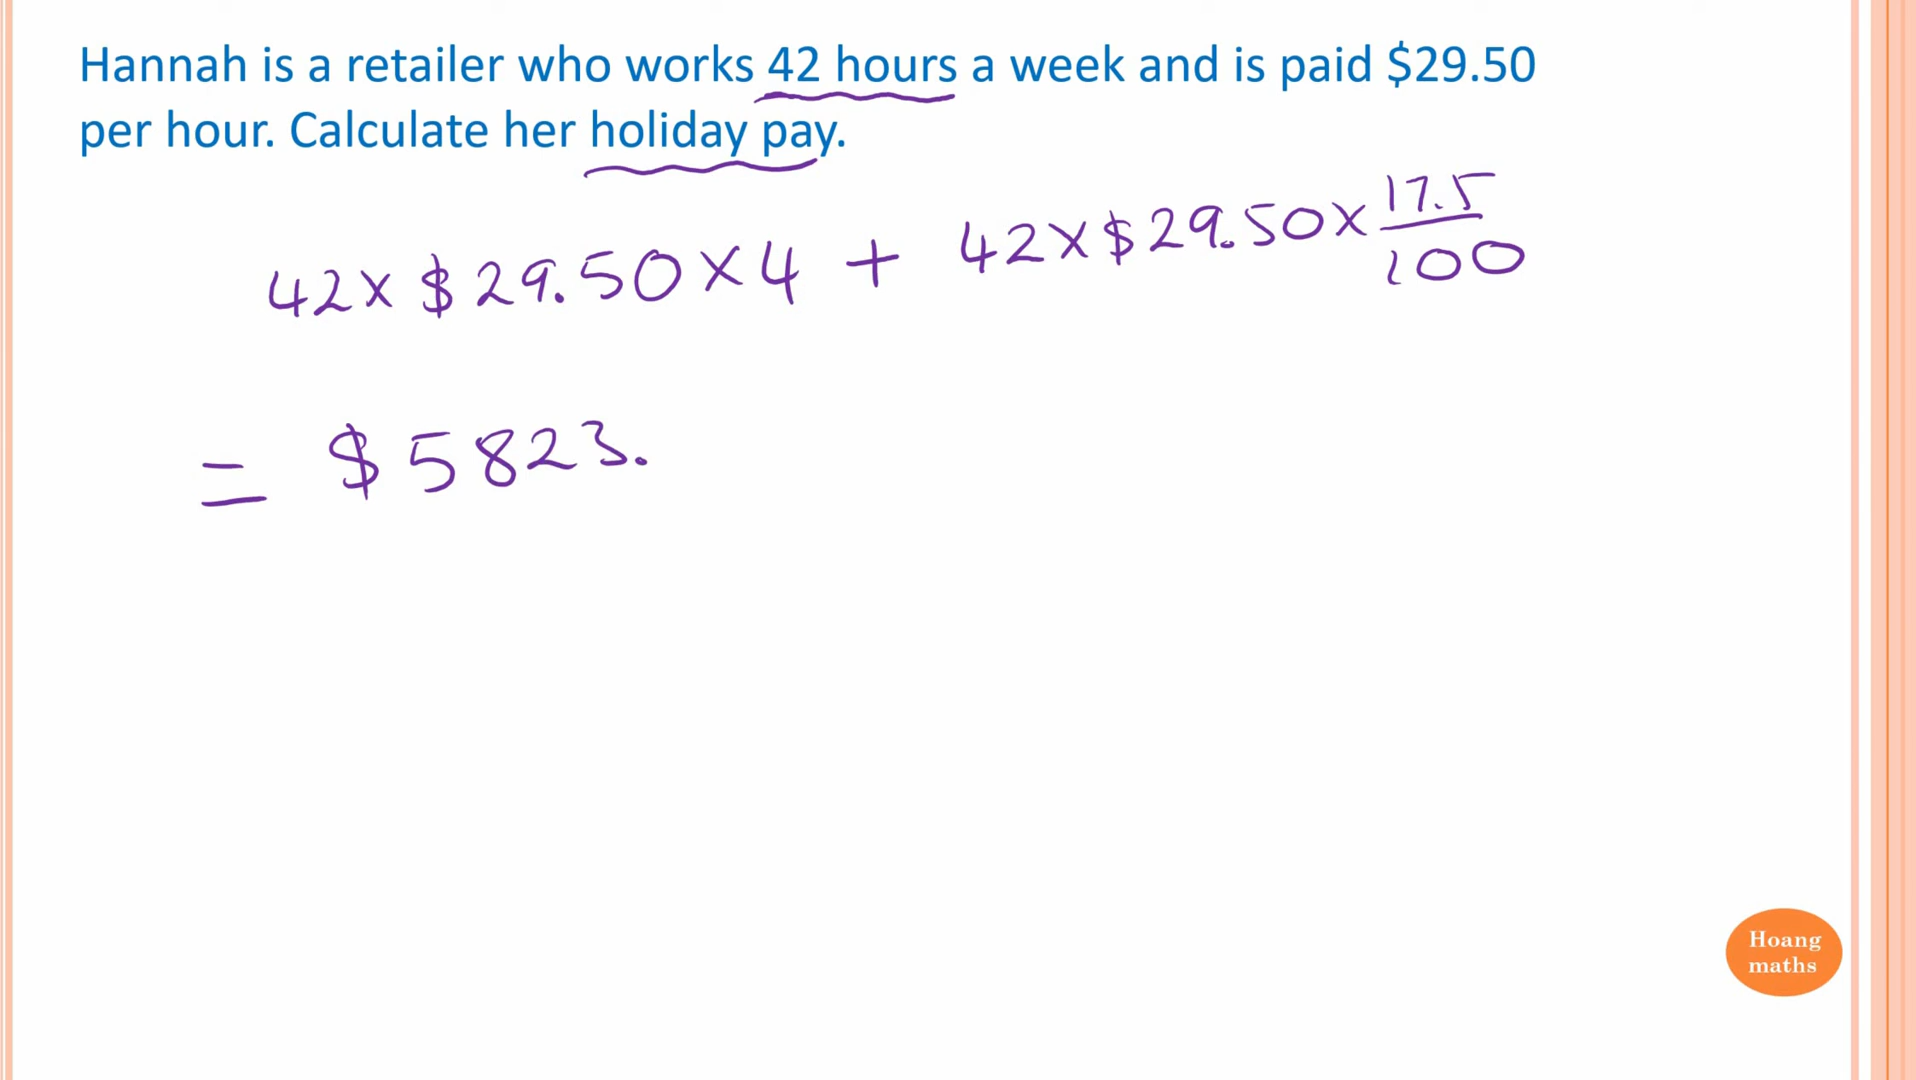 Hannah is a retailer who works 42 hours a week and is paid $29.50
per hour. Calculate her holiday pay.
42 x $29.50 x 4 + 42 x $29.50 x 17.5/100
= $5823.
Hoang
maths